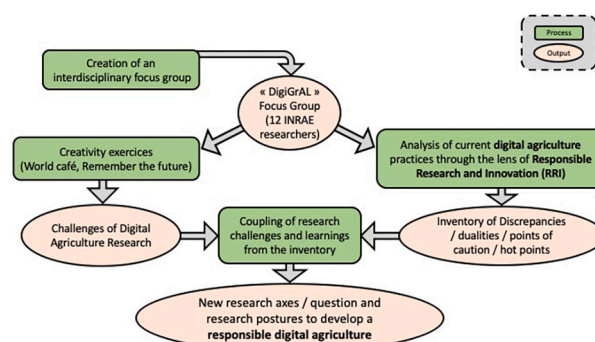 Creation of an
interdisciplinary focus group
Process
Output
« DigiGrAL »
Focus Group
(12 INRAE
researchers)
Creativity exercices
(World café, Remember the future)
Analysis of current digital agriculture
practices through the lens of Responsible
Research and Innovation (RRI)
Challenges of Digital
Agriculture Research
Coupling of research
challenges and learnings
from the inventory
Inventory of Discrepancies
/ dualities / points of
caution / hot points
New research axes / question and
research postures to develop a
responsible digital agriculture